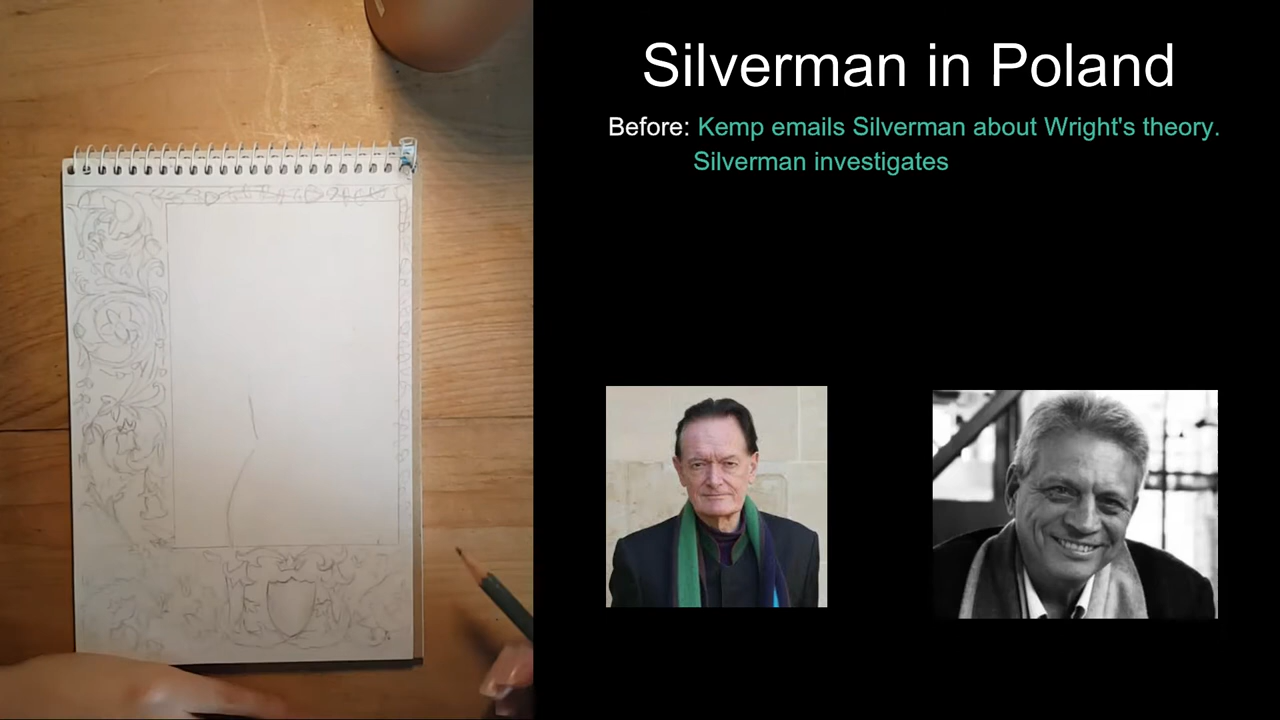 Silverman in Poland
Before: Kemp emails Silverman about Wright's theory.
Silverman investigates